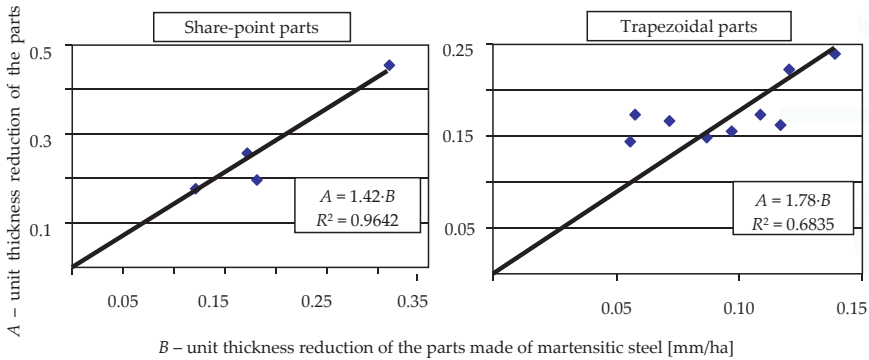 Share-point parts
Trapezoidal parts
A – unit thickness reduction of the parts
0.5
0.3
0.1
A = 1.42·B
R² = 0.9642
0.05
0.15
0.25
0.35
0.25
0.15
0.05
A = 1.78·B
R² = 0.6835
0.05
0.10
0.15
B – unit thickness reduction of the parts made of martensitic steel [mm/ha]